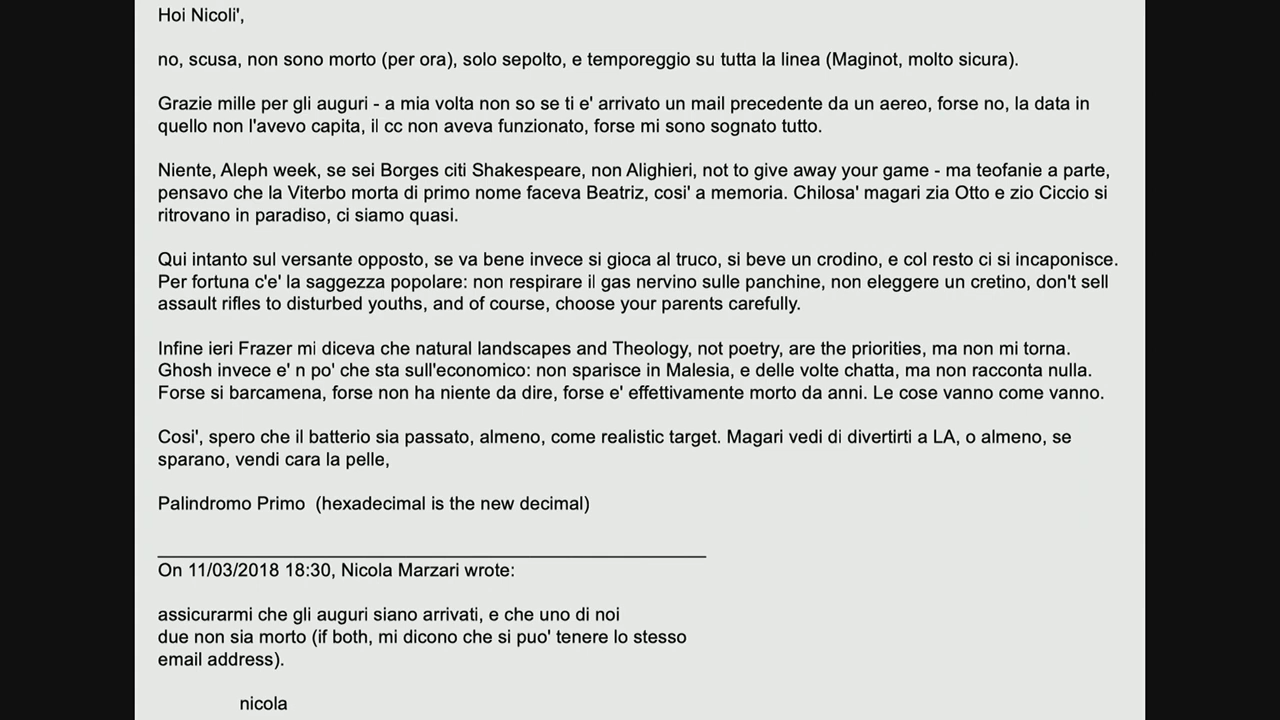 Hoi Nicoli',
no, scusa, non sono morto (per ora), solo sepolto, e temporeggio su tutta la linea (Maginot, molto sicura).
Grazie mille per gli auguri - a mia volta non so se ti e' arrivato un mail precedente da un aereo, forse no, la data in
quello non l'avevo capita, il cc non aveva funzionato, forse mi sono sognato tutto.
Niente, Aleph week, se sei Borges citi Shakespeare, non Alighieri, not to give away your game - ma teofanie a parte,
pensavo che la Viterbo morta di primo nome faceva Beatriz, cosi' a memoria. Chilosa' magari zia Otto e zio Ciccio si
ritrovano in paradiso, ci siamo quasi.
Qui intanto sul versante opposto, se va bene invece si gioca al truco, si beve un crodino, e col resto ci si incaponisce.
Per fortuna c'e' la saggezza popolare: non respirare il gas nervino sulle panchine, non eleggere un cretino, don't sell
assault rifles to disturbed youths, and of course, choose your parents carefully.
Infine ieri Frazer mi diceva che natural landscapes and Theology, not poetry, are the priorities, ma non mi torna.
Ghosh invece e' n po' che sta sull'economico: non sparisce in Malesia, e delle volte chatta, ma non racconta nulla.
Forse si barcamena, forse non ha niente da dire, forse e' effettivamente morto da anni. Le cose vanno come vanno.
Cosi', spero che il batterio sia passato, almeno, come realistic target. Magari vedi di divertirti a LA, o almeno, se
sparano, vendi cara la pelle,
Palindromo Primo (hexadecimal is the new decimal)
On 11/03/2018 18:30, Nicola Marzari wrote:
assicurarmi che gli auguri siano arrivati, e che uno di noi
due non sia morto (if both, mi dicono che si puo' tenere lo stesso
email address).
nicola